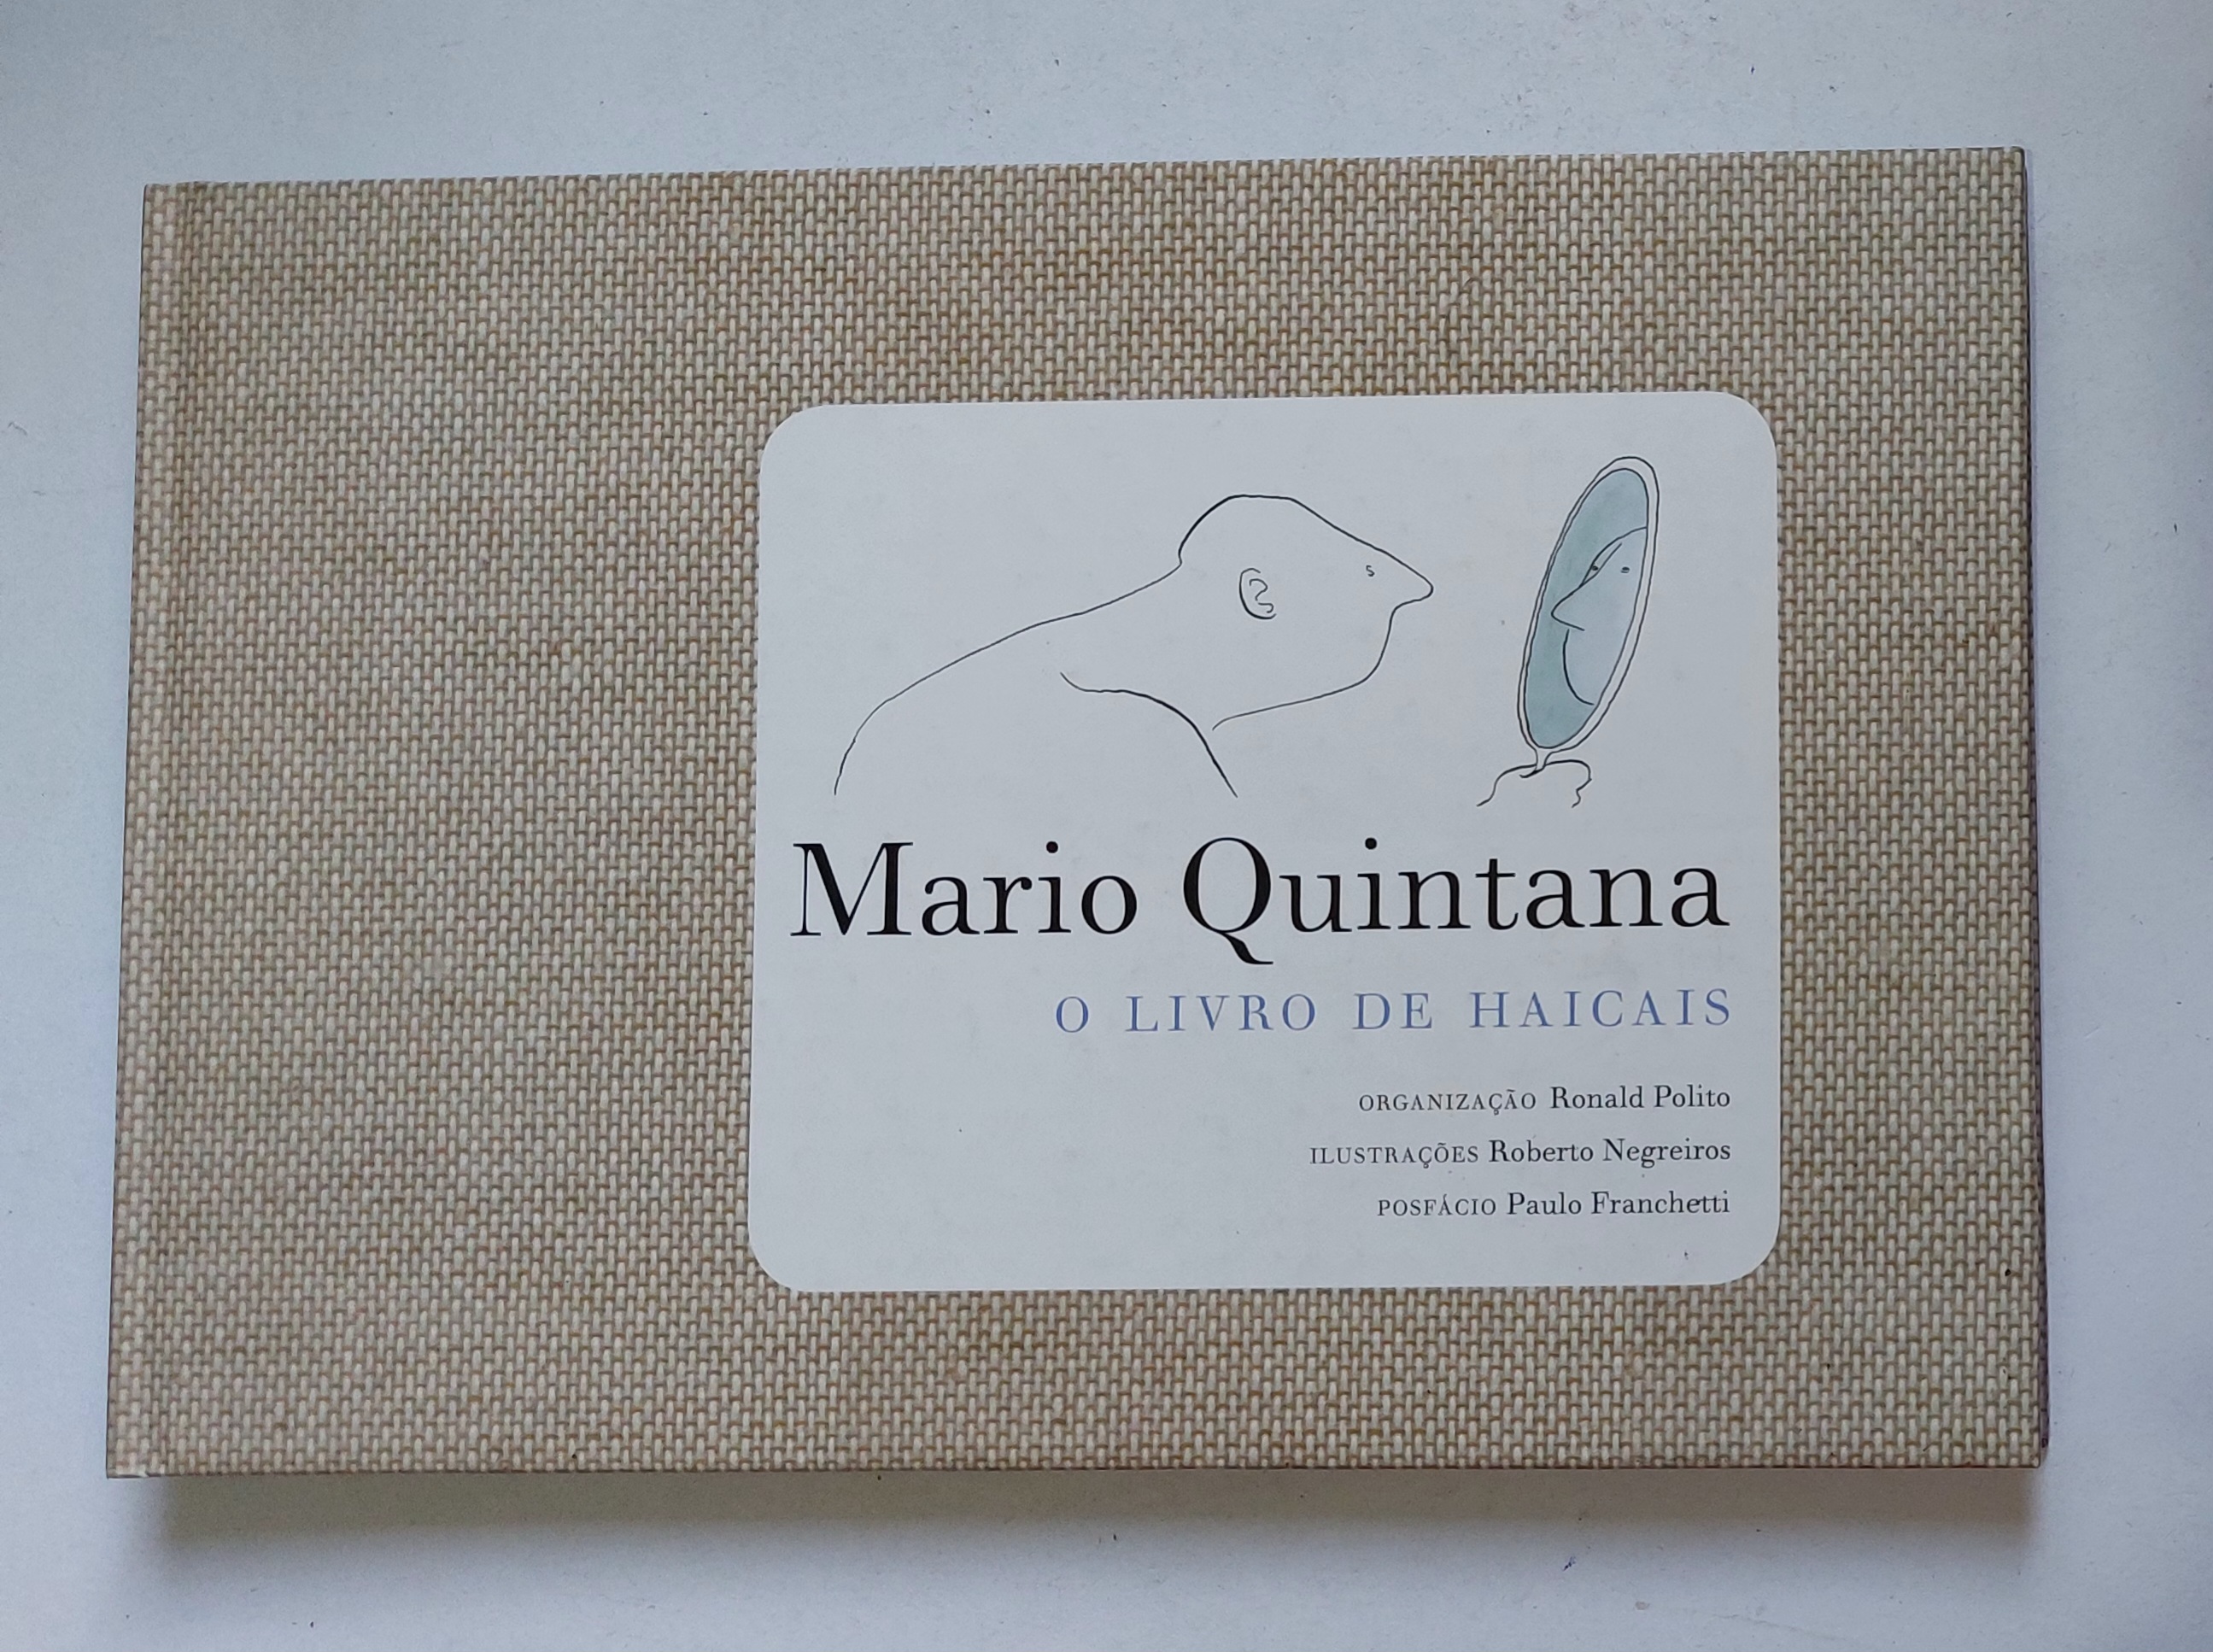 Mario Quintana
O LIVRO DE HAICAIS
ORGANIZAÇÃO Ronald Polito
ILUSTRAÇÕES Roberto Negreiros
POSFÁCIO Paulo Franchetti